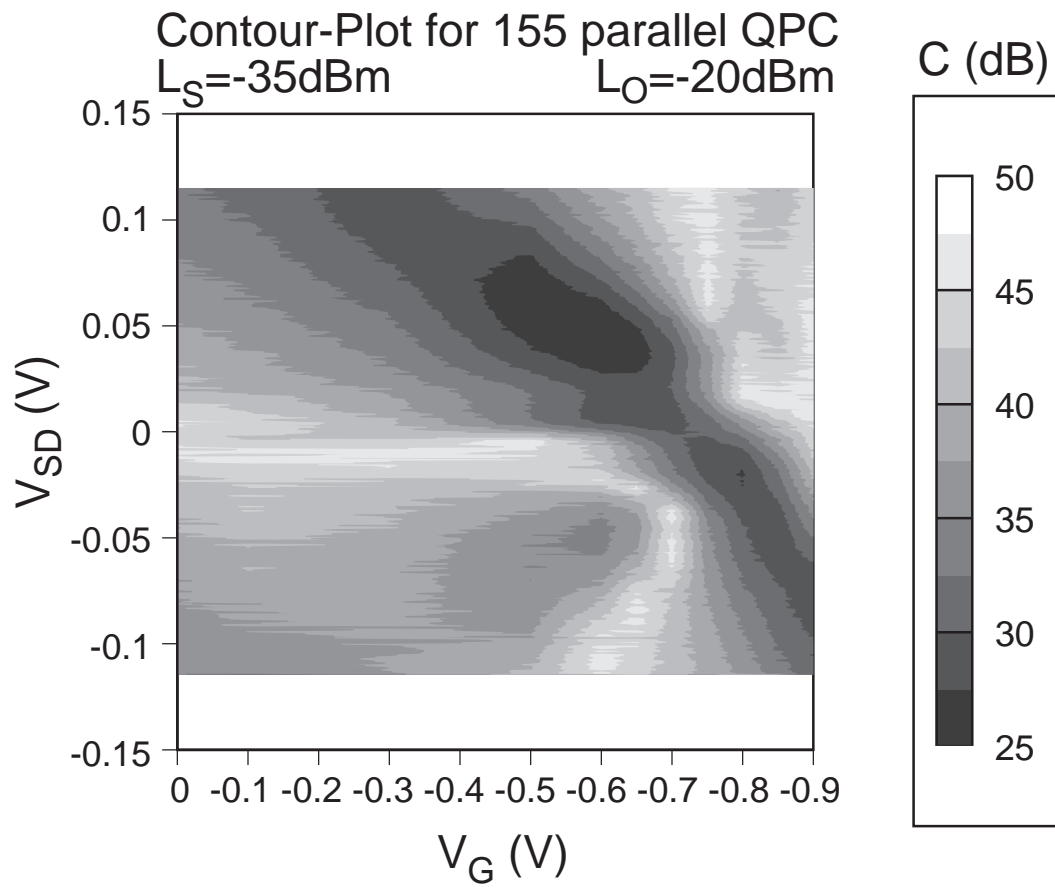 Contour-Plot for 155 parallel QPC
L_S=-35dBm L_O=-20dBm
C (dB)
0.15
0.1
0.05
0
-0.05
-0.1
-0.15
V_SD (V)
0 -0.1 -0.2 -0.3 -0.4 -0.5 -0.6 -0.7 -0.8 -0.9
V_G (V)
50
45
40
35
30
25